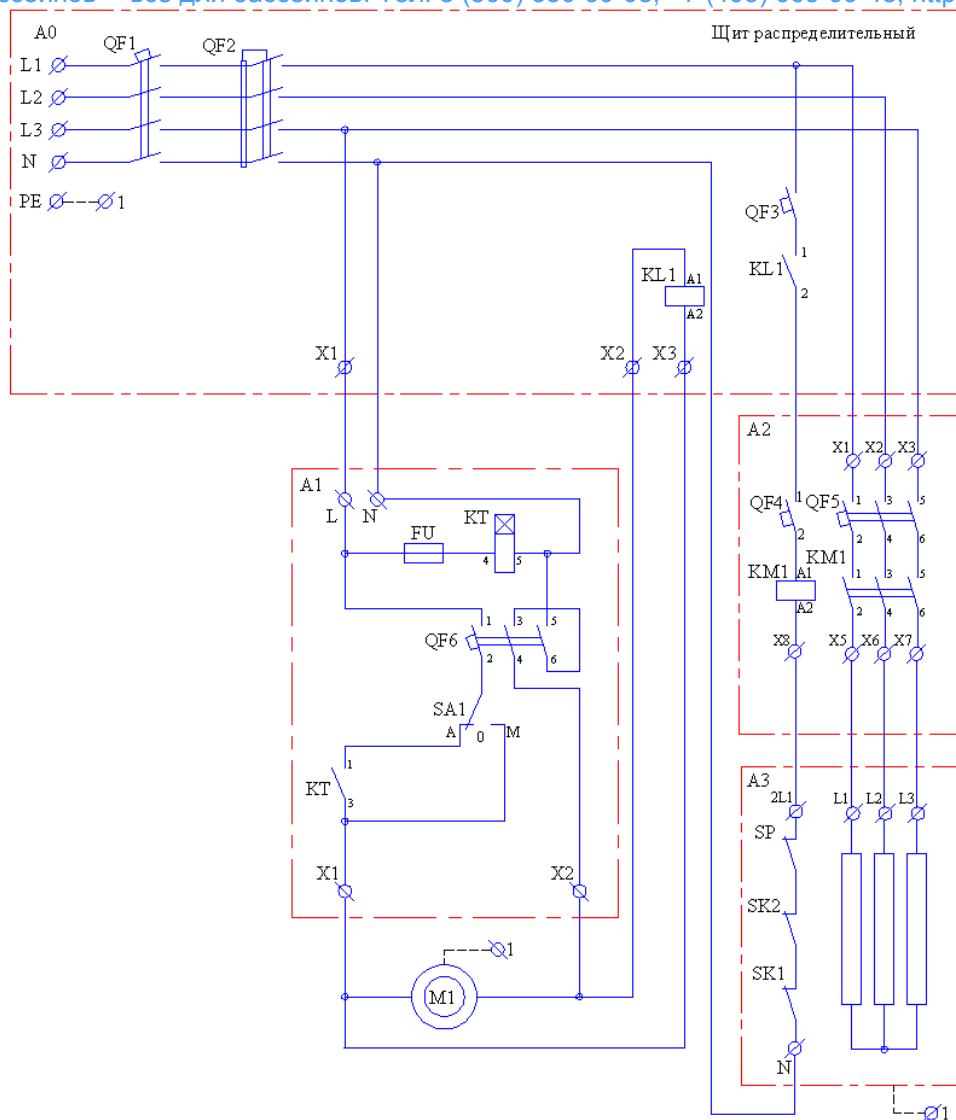 A0
QF1
QF2
Щит распределительный
L1
L2
L3
N
PE
1
QF3
1
KL1
2
KL1
A1
A2
X1
X2
X3
A2
X1
X2
X3
A1
L
N
QF4
1
2
QF5
1
3
5
2
4
6
FU
KT
4
5
KM1
A1
A2
KM1
1
3
5
2
4
6
QF6
1
3
5
2
4
6
X8
X5
X6
X7
SA1
A
0
M
KT
1
3
A3
2L1
L1
L2
L3
SP
X1
X2
SK2
1
M1
SK1
N
1